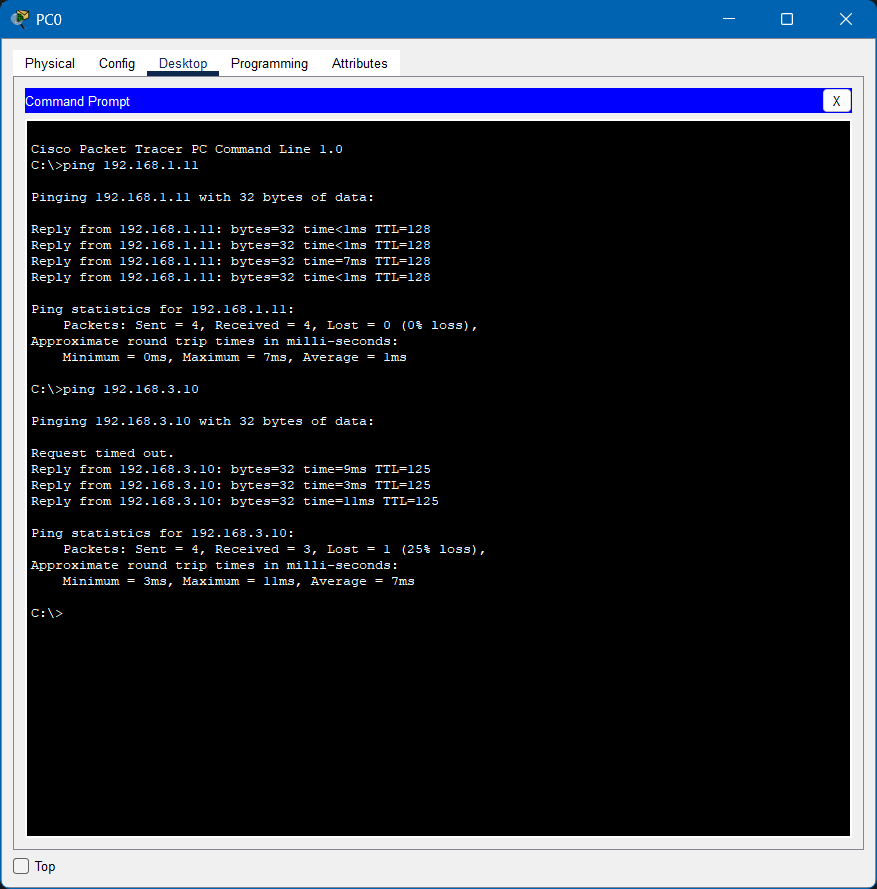 PC0
Physical Config Desktop Programming Attributes
Command Prompt
X
Cisco Packet Tracer PC Command Line 1.0
C:\>ping 192.168.1.11
Pinging 192.168.1.11 with 32 bytes of data:
Reply from 192.168.1.11: bytes=32 time<1ms TTL=128
Reply from 192.168.1.11: bytes=32 time<1ms TTL=128
Reply from 192.168.1.11: bytes=32 time=7ms TTL=128
Reply from 192.168.1.11: bytes=32 time<1ms TTL=128
Ping statistics for 192.168.1.11:
Packets: Sent = 4, Received = 4, Lost = 0 (0% loss),
Approximate round trip times in milli-seconds:
Minimum = 0ms, Maximum = 7ms, Average = 1ms
C:\>ping 192.168.3.10
Pinging 192.168.3.10 with 32 bytes of data:
Request timed out.
Reply from 192.168.3.10: bytes=32 time=9ms TTL=125
Reply from 192.168.3.10: bytes=32 time=3ms TTL=125
Reply from 192.168.3.10: bytes=32 time=11ms TTL=125
Ping statistics for 192.168.3.10:
Packets: Sent = 4, Received = 3, Lost = 1 (25% loss),
Approximate round trip times in milli-seconds:
Minimum = 3ms, Maximum = 11ms, Average = 7ms
C:\>
Top